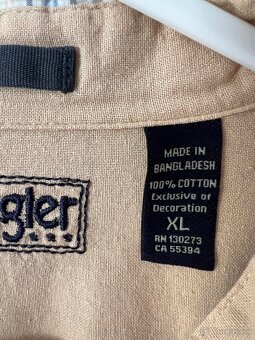 gler
MADE IN
BANGLADESH
100% COTTON
Exclusive of
Decoration
XL
RN 130273
CA 55394